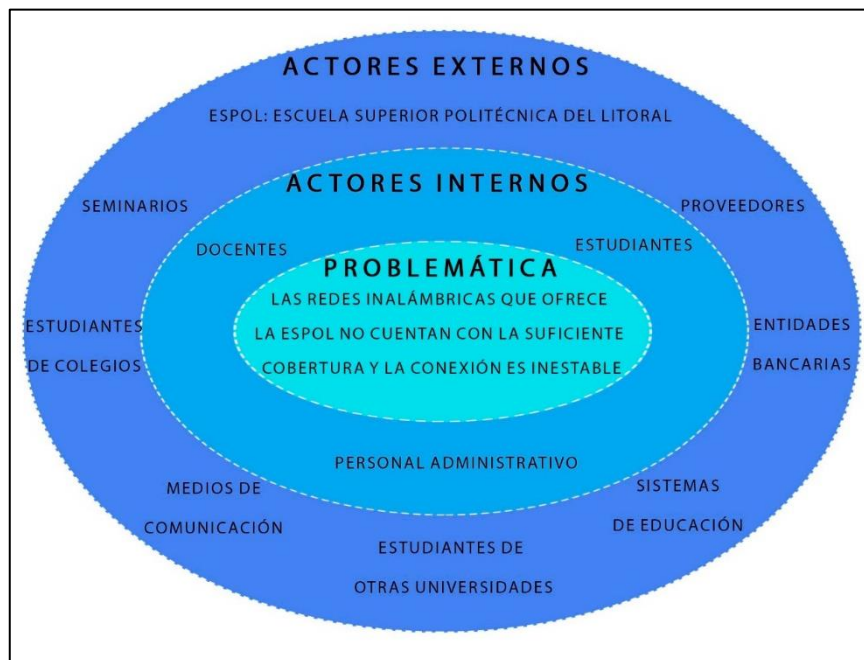 ACTORES EXTERNOS
ESPOL: ESCUELA SUPERIOR POLITÉCNICA DEL LITORAL
ACTORES INTERNOS
SEMINARIOS
PROVEEDORES
DOCENTES
ESTUDIANTES
PROBLEMÁTICA
LAS REDES INALÁMBRICAS QUE OFRECE
LA ESPOL NO CUENTAN CON LA SUFICIENTE
COBERTURA Y LA CONEXIÓN ES INESTABLE
ESTUDIANTES
DE COLEGIOS
ENTIDADES
BANCARIAS
PERSONAL ADMINISTRATIVO
MEDIOS DE
COMUNICACIÓN
SISTEMAS
DE EDUCACIÓN
ESTUDIANTES DE
OTRAS UNIVERSIDADES